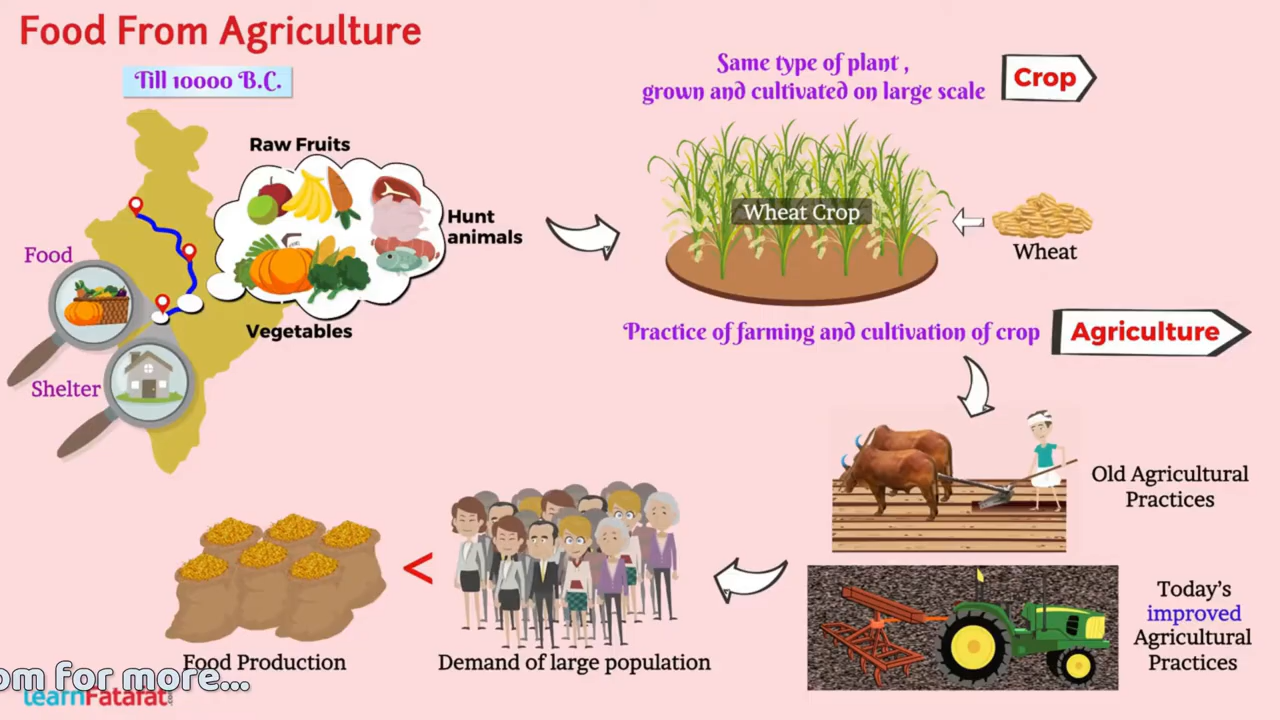 Food From Agriculture
Till 10000 B.C.
Raw Fruits
Hunt
animals
Vegetables
Food
Shelter
Same type of plant ,
grown and cultivated on large scale
Crop
Wheat Crop
Wheat
Practice of farming and cultivation of crop
Agriculture
Old Agricultural
Practices
Today's
improved
Agricultural
Practices
Demand of large population
<
Food Production
om for more...
learnFatafat